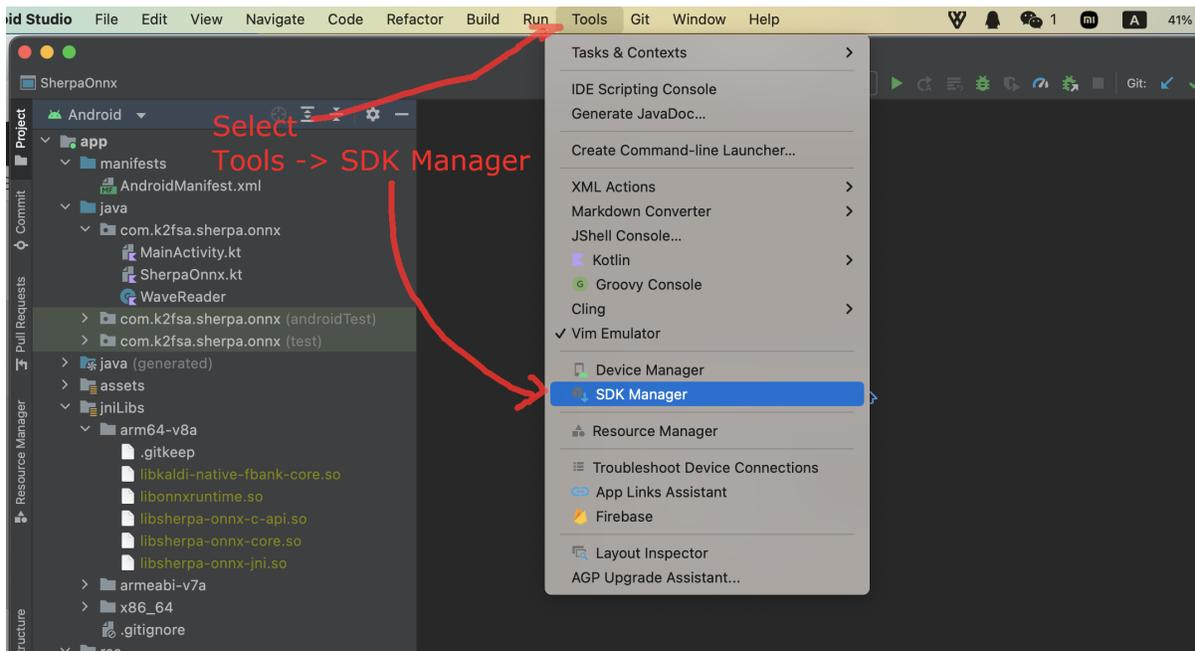 oid Studio File Edit View Navigate Code Refactor Build Run Tools Git Window Help 1 A 41%
SherpaOnnx
Git:
Android
Project
Commit
Pull Requests
Resource Manager
tructure
app
manifests
MF AndroidManifest.xml
java
com.k2fsa.sherpa.onnx
MainActivity.kt
SherpaOnnx.kt
WaveReader
com.k2fsa.sherpa.onnx (androidTest)
com.k2fsa.sherpa.onnx (test)
java (generated)
assets
jniLibs
arm64-v8a
.gitkeep
libkaldi-native-fbank-core.so
libonnxruntime.so
libsherpa-onnx-c-api.so
libsherpa-onnx-core.so
libsherpa-onnx-jni.so
armeabi-v7a
x86_64
.gitignore
Select
Tools -> SDK Manager
Tasks & Contexts
IDE Scripting Console
Generate JavaDoc...
Create Command-line Launcher...
XML Actions
Markdown Converter
JShell Console...
Kotlin
G Groovy Console
Cling
Vim Emulator
Device Manager
SDK Manager
Resource Manager
Troubleshoot Device Connections
App Links Assistant
Firebase
Layout Inspector
AGP Upgrade Assistant...